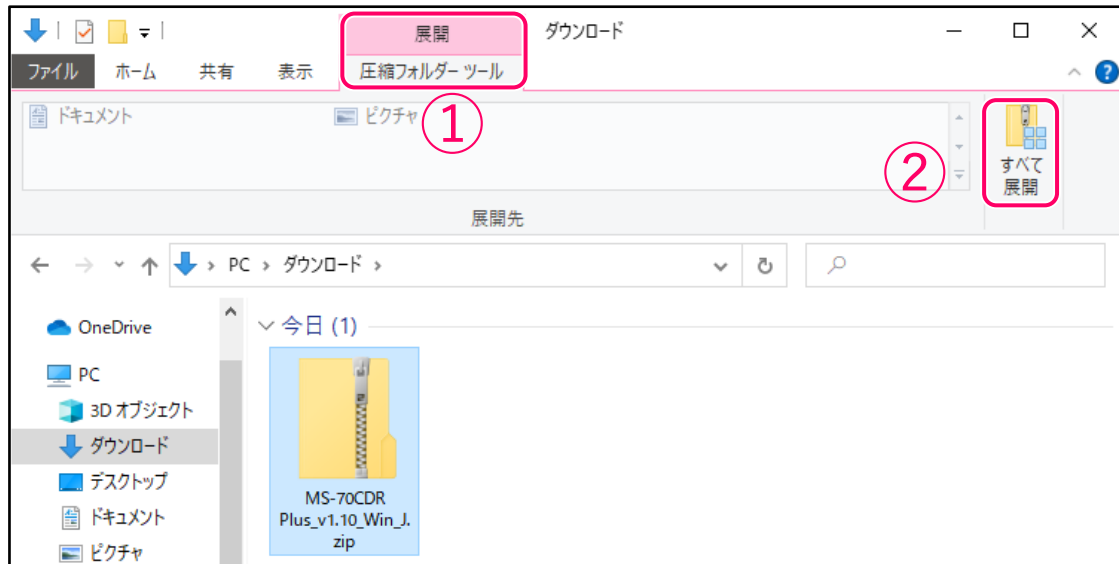 展開
ダウンロード
ファイル
ホーム
共有
表示
圧縮フォルダー ツール
?
ドキュメント
ピクチャ
①
②
すべて
展開
展開先
PC
ダウンロード
OneDrive
今日 (1)
PC
3D オブジェクト
ダウンロード
デスクトップ
ドキュメント
ピクチャ
MS-70CDR
Plus_v1.10_Win_J.
zip